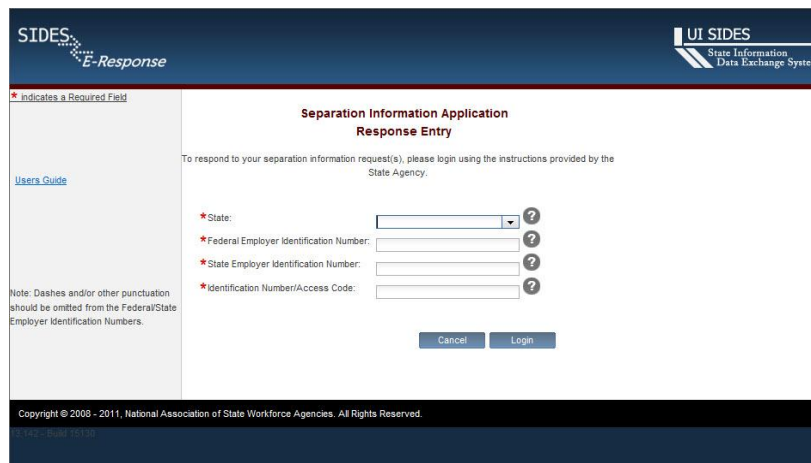 SIDES
E-Response
UI SIDES
State Information
Data Exchange Syste
* indicates a Required Field
Separation Information Application
Response Entry
To respond to your separation information request(s), please login using the instructions provided by the
State Agency.
Users Guide
*State:
?
*Federal Employer Identification Number:
?
*State Employer Identification Number:
?
*Identification Number/Access Code:
?
Note: Dashes and/or other punctuation
should be omitted from the Federal/State
Employer Identification Numbers.
Cancel
Login
Copyright © 2008 - 2011, National Association of State Workforce Agencies. All Rights Reserved.
13.142 - Build 15130